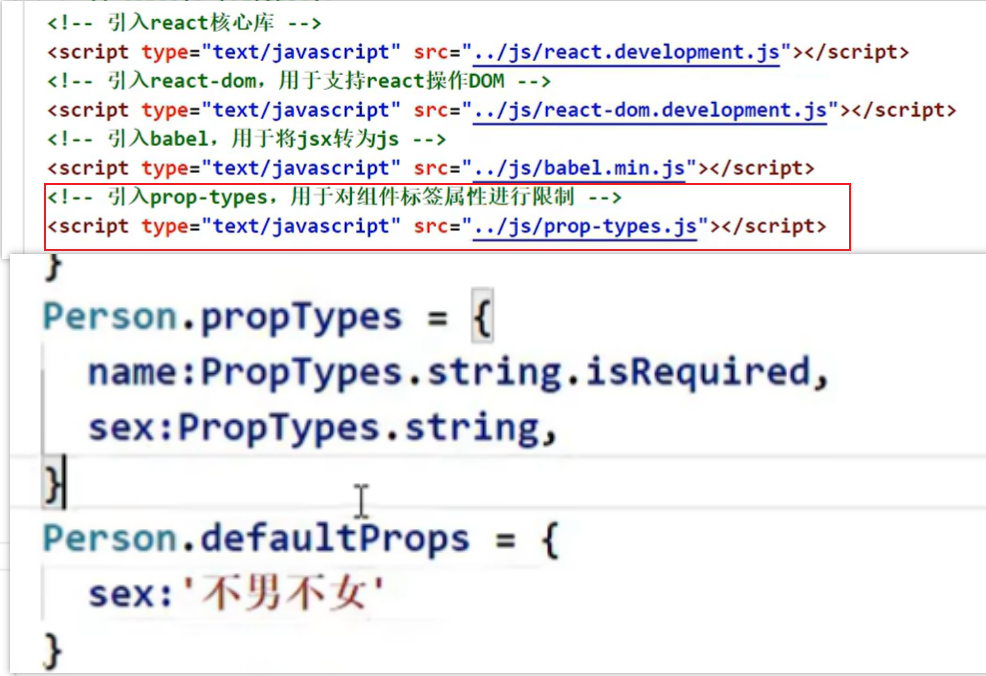 <!-- 引入react核心库 -->
<script type="text/javascript" src="../js/react.development.js"></script>
<!-- 引入react-dom，用于支持react操作DOM -->
<script type="text/javascript" src="../js/react-dom.development.js"></script>
<!-- 引入babel，用于将jsx转为js -->
<script type="text/javascript" src="../js/babel.min.js"></script>
<!-- 引入prop-types，用于对组件标签属性进行限制 -->
<script type="text/javascript" src="../js/prop-types.js"></script>
}
Person.propTypes = {
name:PropTypes.string.isRequired,
sex:PropTypes.string,
}
Person.defaultProps = {
sex:'不男不女'
}